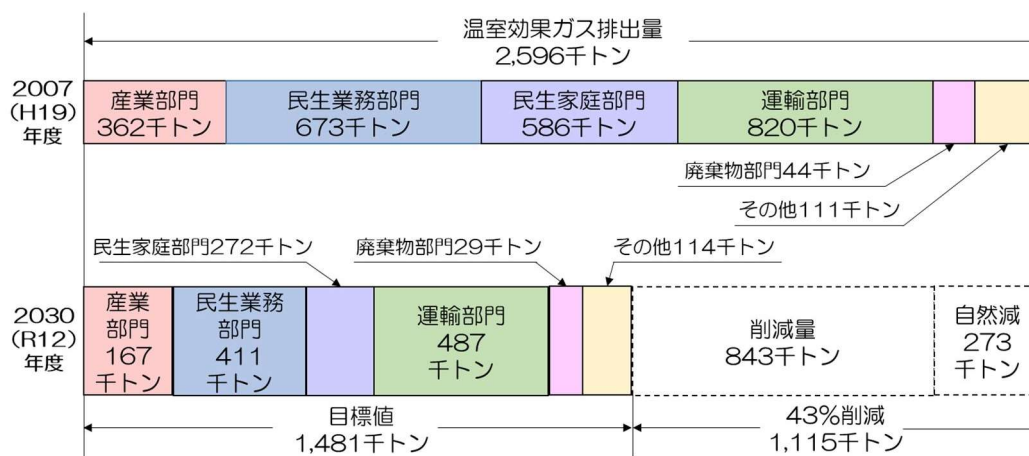 温室効果ガス排出量
2,596千トン
2007
(H19)
年度
産業部門
362千トン
民生業務部門
673千トン
民生家庭部門
586千トン
運輸部門
820千トン
廃棄物部門44千トン
その他111千トン
民生家庭部門272千トン
廃棄物部門29千トン
その他114千トン
2030
(R12)
年度
産業
部門
167
千トン
民生業務
部門
411
千トン
運輸部門
487
千トン
削減量
843千トン
自然減
273
千トン
目標値
1,481千トン
43%削減
1,115千トン